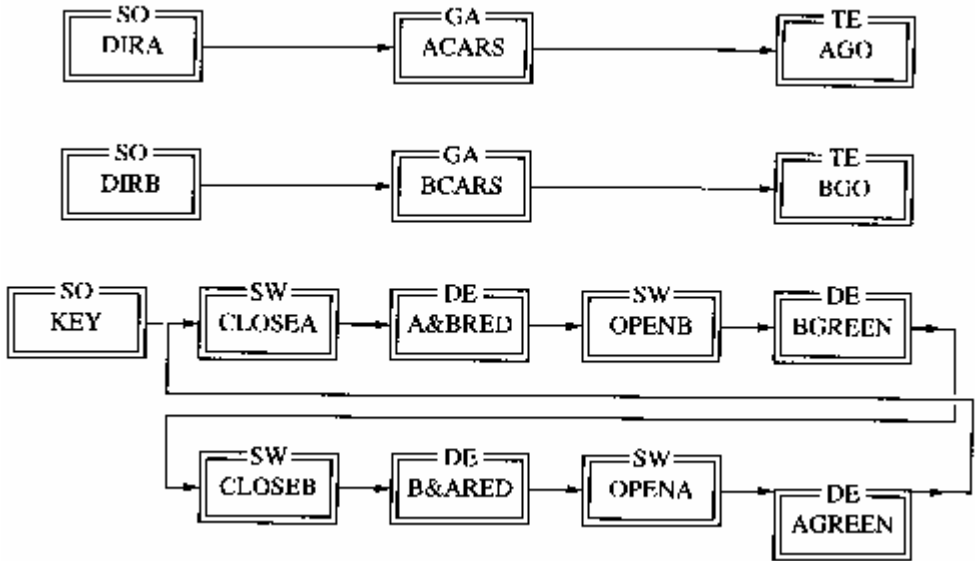 SO GA TE
DIRA ACARS AGO
SO GA TE
DIRB BCARS BGO
SO SW DE SW DE
KEY CLOSEA A&BRED OPENB BGREEN
SW DE SW DE
CLOSEB B&ARED OPENA AGREEN